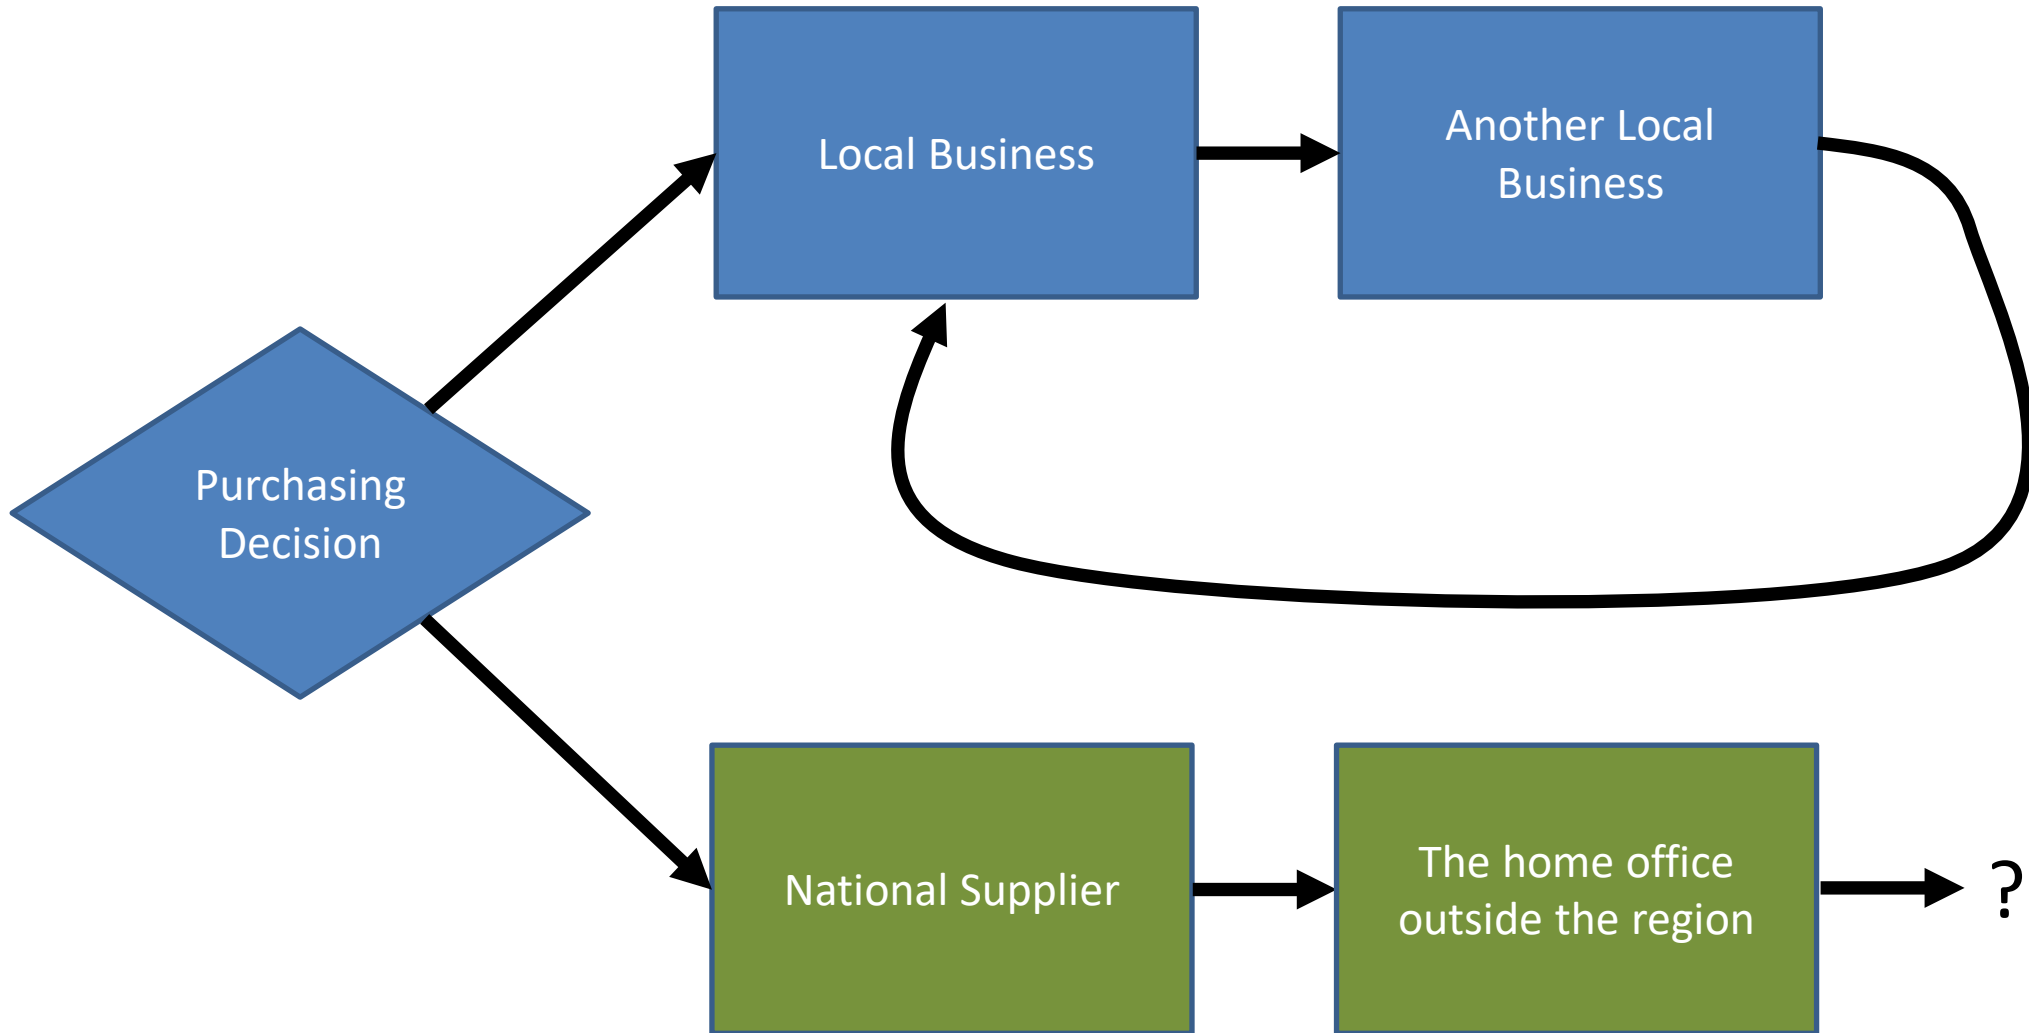 Local Business
Another Local
Business
Purchasing
Decision
National Supplier
The home office
outside the region
?